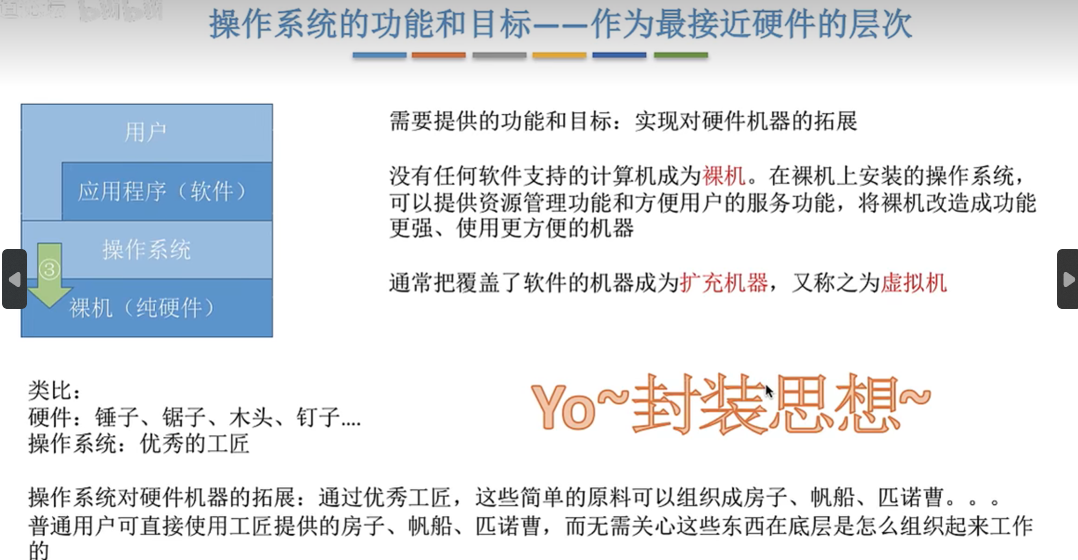 操作系统的功能和目标——作为最接近硬件的层次
用户
应用程序（软件）
操作系统
③
裸机（纯硬件）
需要提供的功能和目标：实现对硬件机器的拓展
没有任何软件支持的计算机成为裸机。在裸机上安装的操作系统，
可以提供资源管理功能和方便用户的服务功能，将裸机改造成功能
更强、使用更方便的机器
通常把覆盖了软件的机器成为扩充机器，又称之为虚拟机
类比：
硬件：锤子、锯子、木头、钉子....
操作系统：优秀的工匠
Yo~封装思想~
操作系统对硬件机器的拓展：通过优秀工匠，这些简单的原料可以组织成房子、帆船、匹诺曹。。。
普通用户可直接使用工匠提供的房子、帆船、匹诺曹，而无需关心这些东西在底层是怎么组织起来工作
的